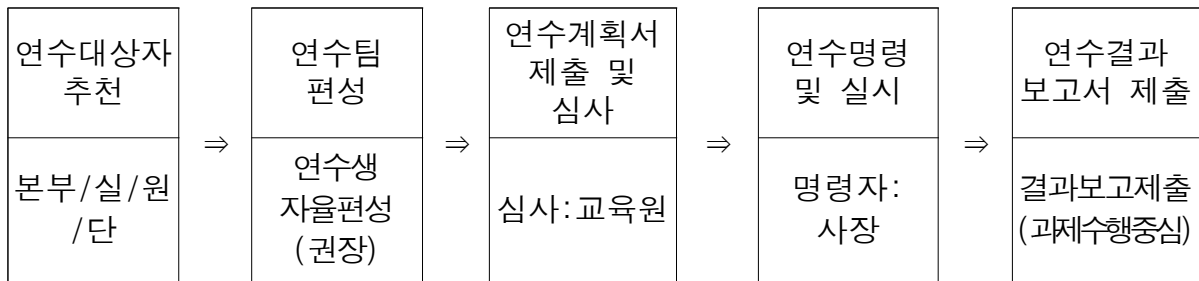 연수대상자
추천
본부/실/원
/단
⇒
연수팀
편성
연수생
자율편성
(권장)
⇒
연수계획서
제출 및
심사
심사:교육원
⇒
연수명령
및 실시
명령자:
사장
⇒
연수결과
보고서 제출
결과보고제출
(과제수행중심)